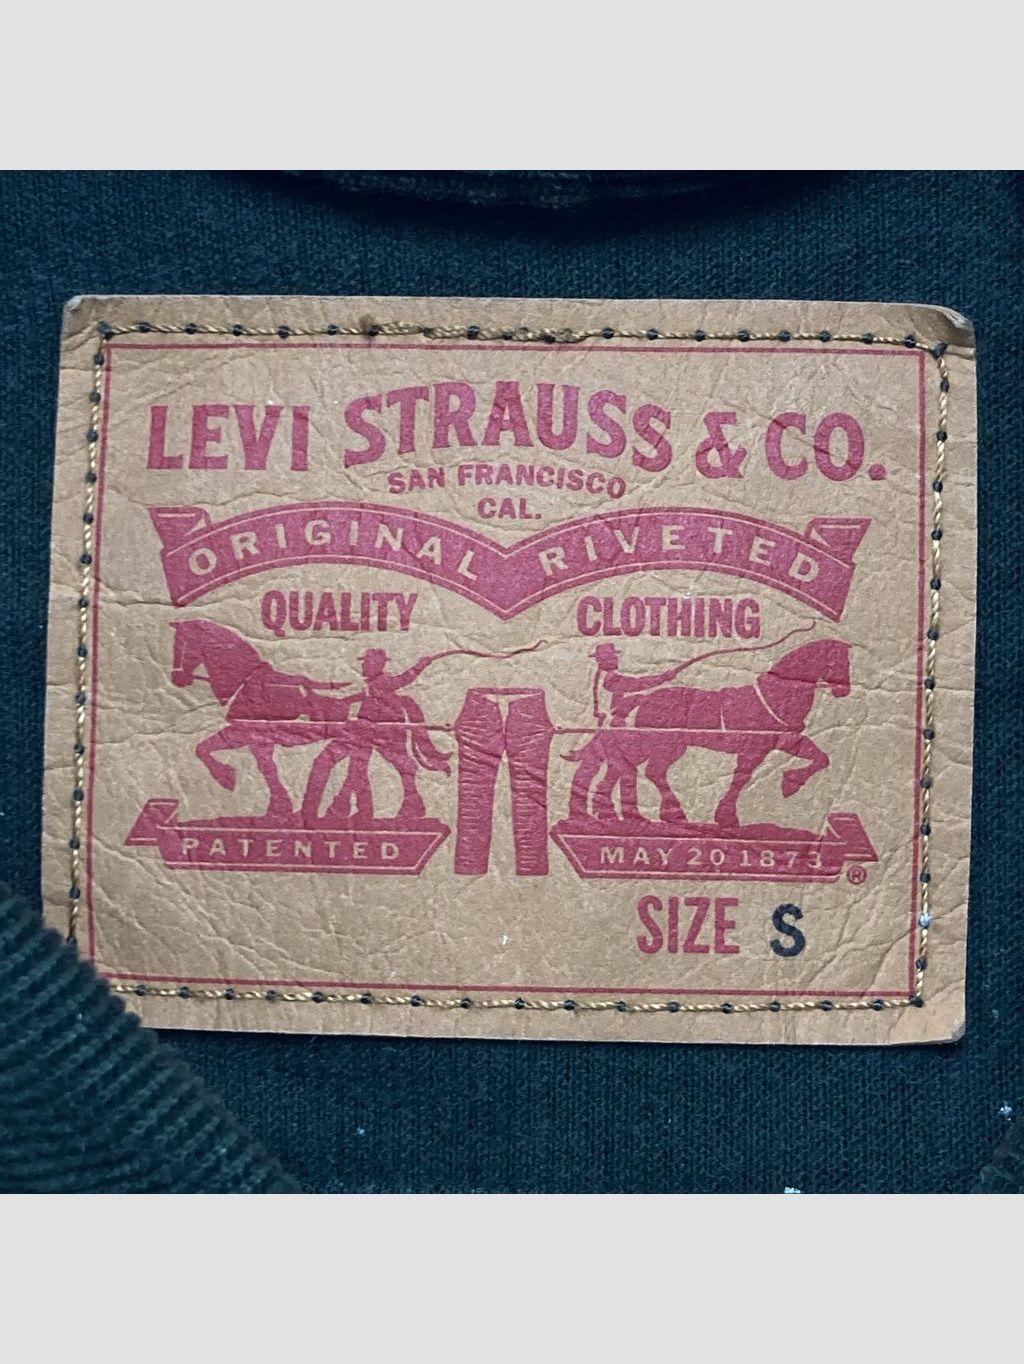 LEVI STRAUSS & CO.
SAN FRANCISCO
CAL.
ORIGINAL RIVETED
QUALITY CLOTHING
PATENTED MAY 20 1873 ®
SIZE S